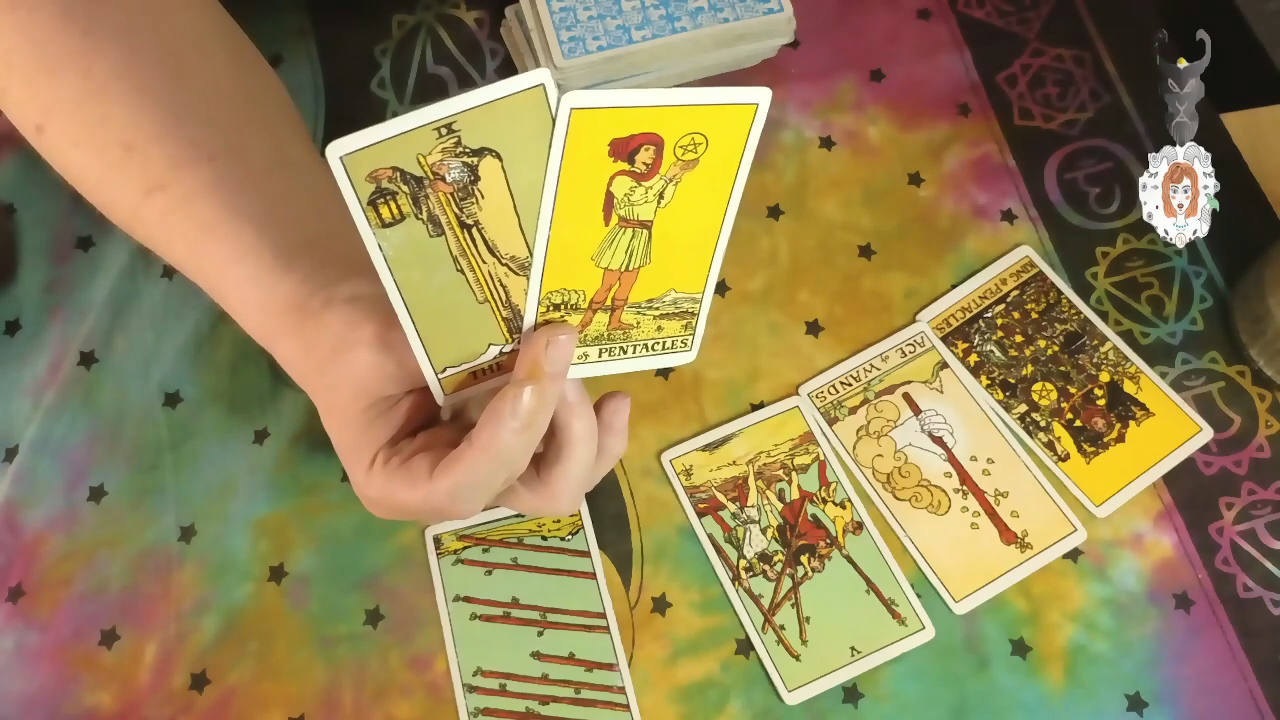 IX
THE
of PENTACLES
KING of PENTACLES
ACE of WANDS
V